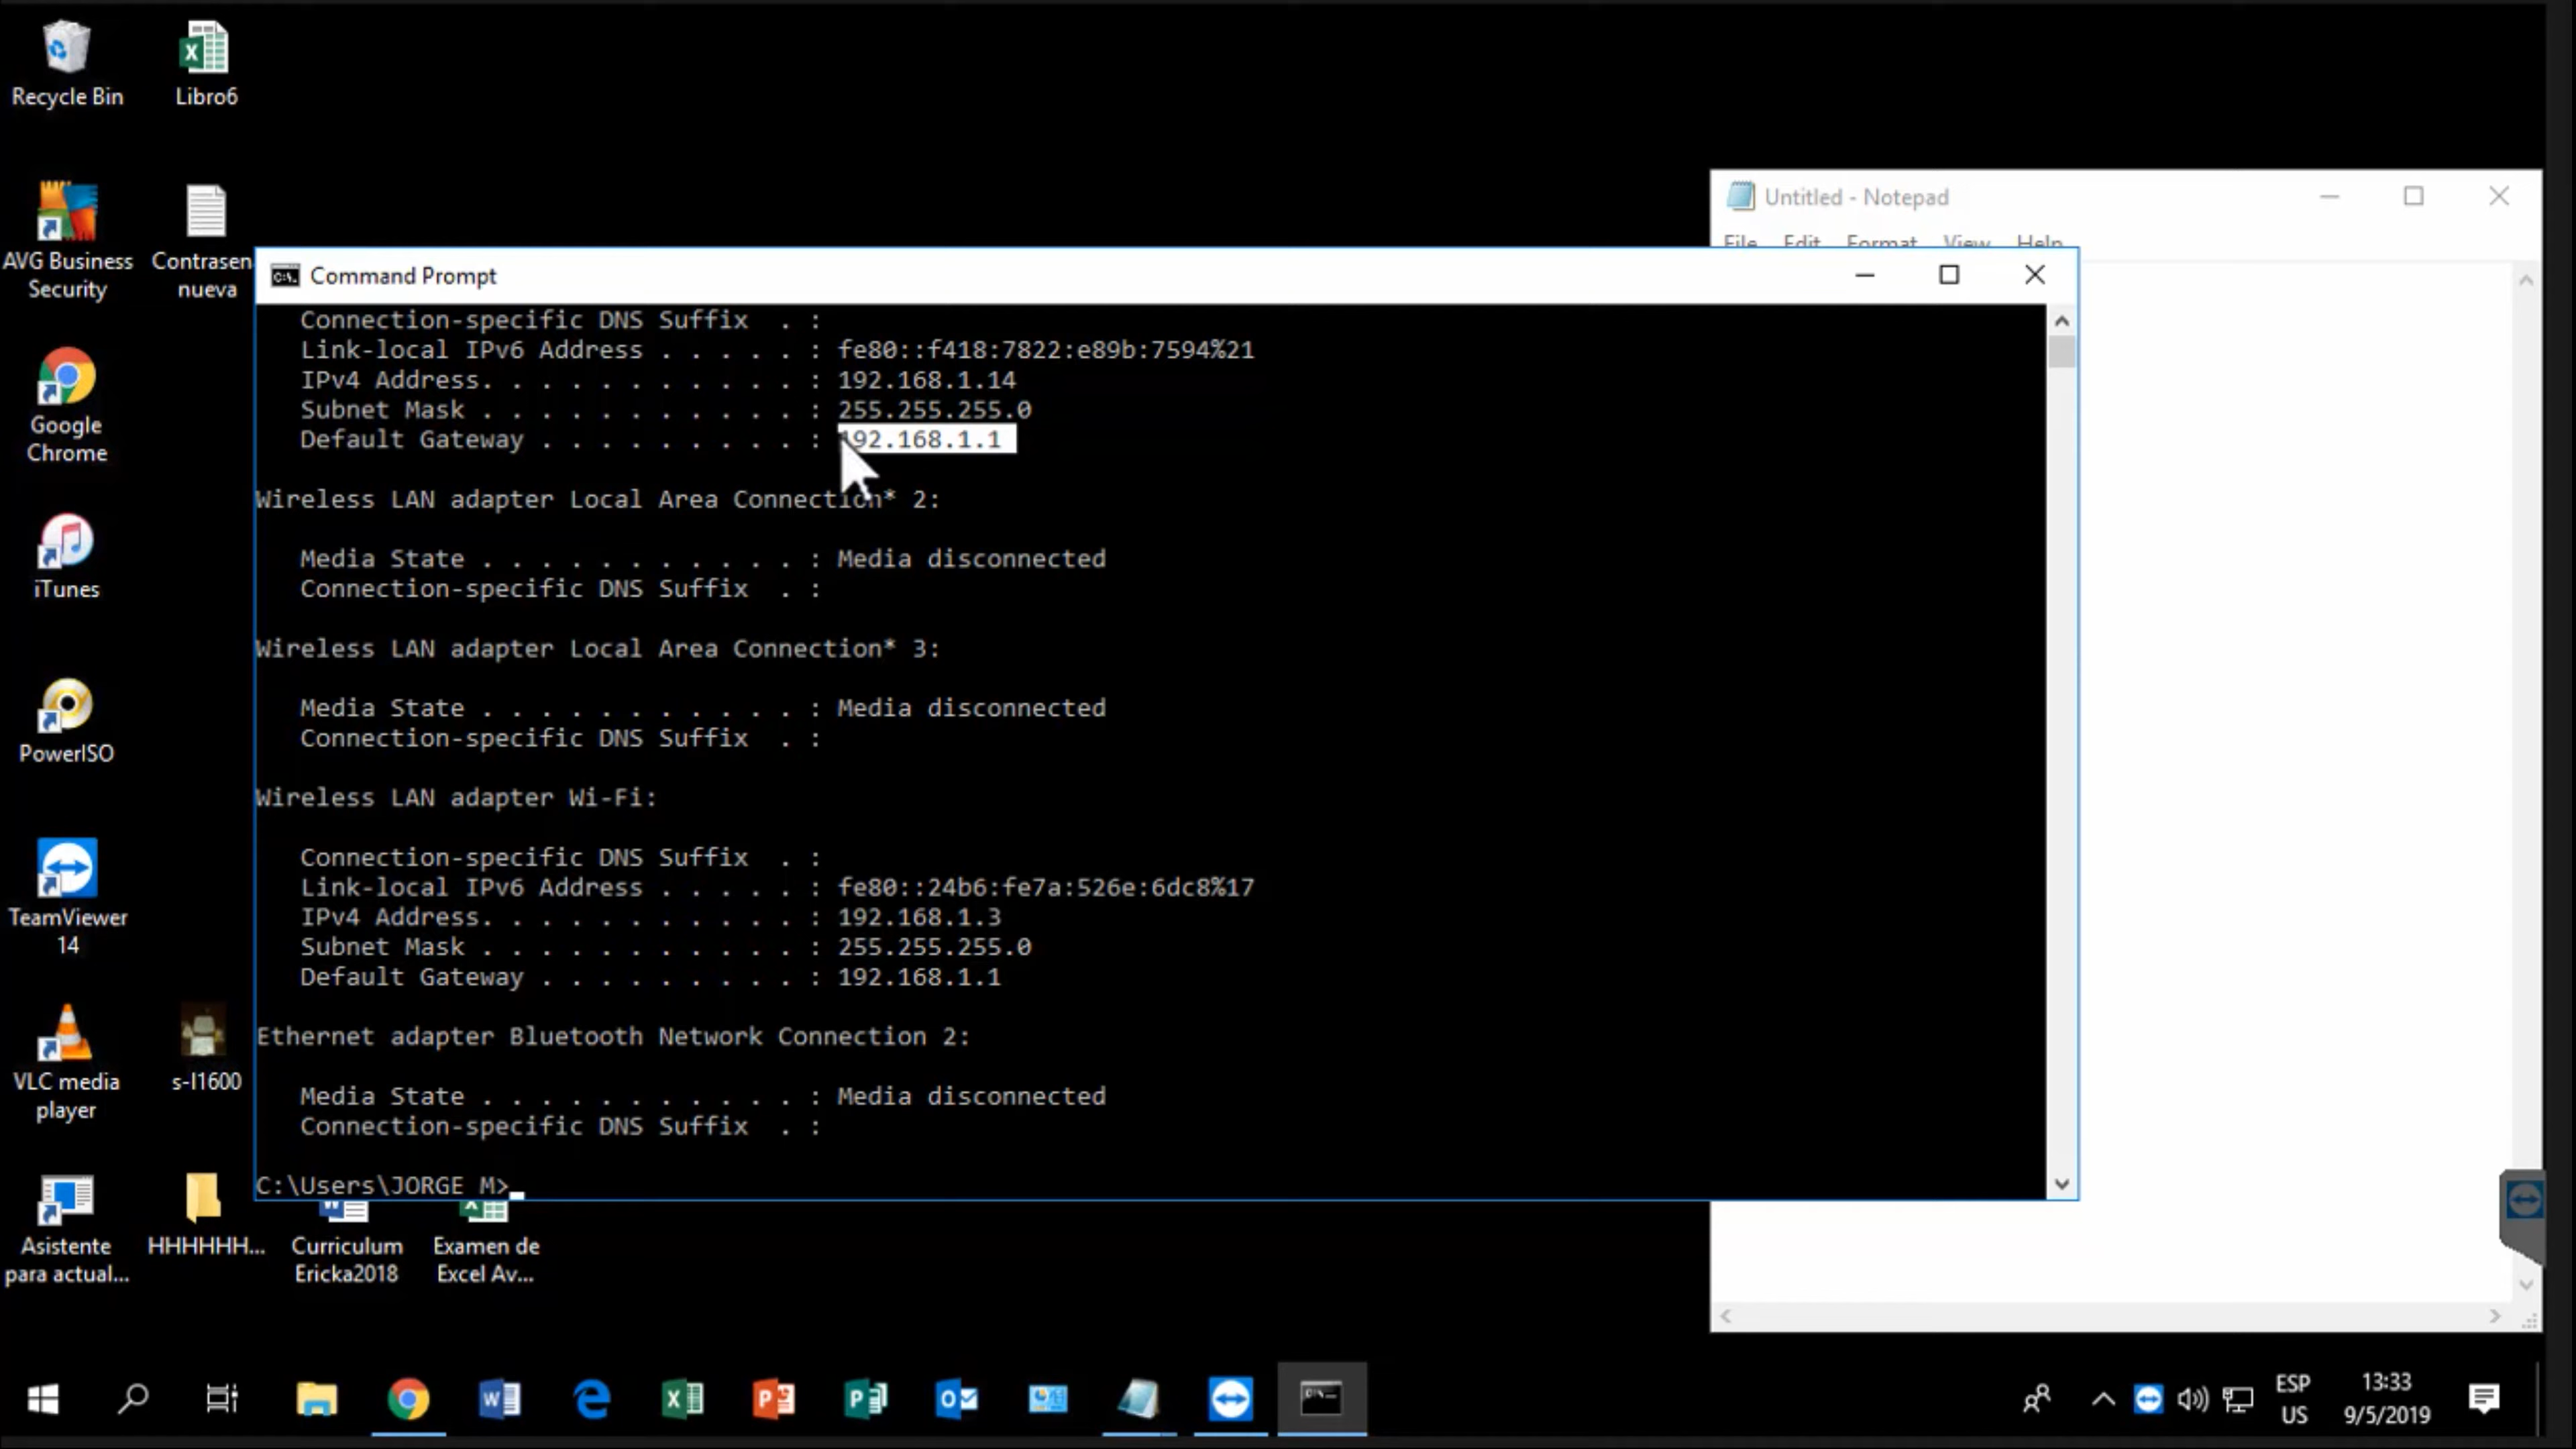 Recycle Bin
Libro6
AVG Business
Security
Contrasen
nueva
Google
Chrome
iTunes
PowerISO
TeamViewer
14
VLC media
player
s-l1600
Asistente
para actual...
HHHHHH...
Curriculum
Ericka2018
Examen de
Excel Av...
Untitled - Notepad
File Edit Format View Help
Command Prompt
Connection-specific DNS Suffix  . :
Link-local IPv6 Address . . . . . : fe80::f418:7822:e89b:7594%21
IPv4 Address. . . . . . . . . . . : 192.168.1.14
Subnet Mask . . . . . . . . . . . : 255.255.255.0
Default Gateway . . . . . . . . . : 192.168.1.1
Wireless LAN adapter Local Area Connection* 2:
Media State . . . . . . . . . . . : Media disconnected
Connection-specific DNS Suffix  . :
Wireless LAN adapter Local Area Connection* 3:
Media State . . . . . . . . . . . : Media disconnected
Connection-specific DNS Suffix  . :
Wireless LAN adapter Wi-Fi:
Connection-specific DNS Suffix  . :
Link-local IPv6 Address . . . . . : fe80::24b6:fe7a:526e:6dc8%17
IPv4 Address. . . . . . . . . . . : 192.168.1.3
Subnet Mask . . . . . . . . . . . : 255.255.255.0
Default Gateway . . . . . . . . . : 192.168.1.1
Ethernet adapter Bluetooth Network Connection 2:
Media State . . . . . . . . . . . : Media disconnected
Connection-specific DNS Suffix  . :
C:\Users\JORGE M>
ESP
US
13:33
9/5/2019